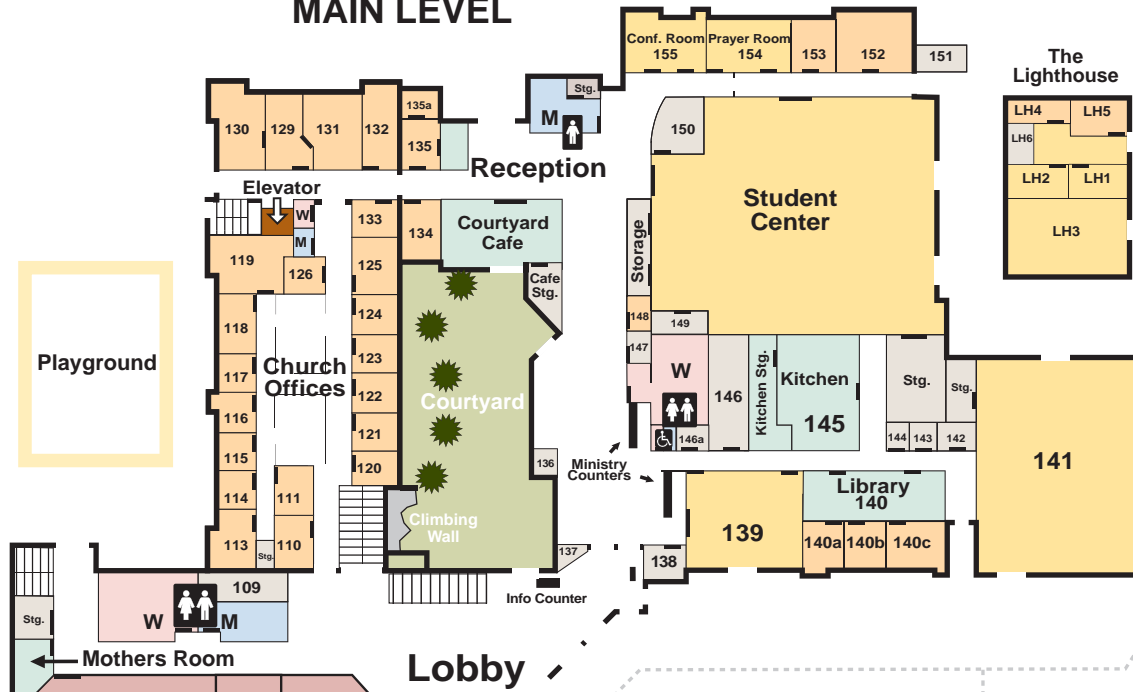 MAIN LEVEL
Conf. Room
155
Prayer Room
154
153
152
151
The
Lighthouse
LH4
LH5
LH6
LH2
LH1
LH3
130
129
131
132
135a
135
Stg.
M
Reception
150
Student
Center
Elevator
W
M
119
126
133
134
125
124
123
122
121
120
Courtyard
Cafe
Cafe
Stg.
Storage
148
147
149
118
117
116
115
114
113
Church
Offices
111
110
Stg.
Playground
Courtyard
Climbing
Wall
136
137
W
146
146a
Kitchen Stg.
Kitchen
145
Stg.
Stg.
144
143
142
141
Ministry
Counters
Library
140
139
140a
140b
140c
138
Info Counter
109
W
M
Stg.
Mothers Room
Lobby